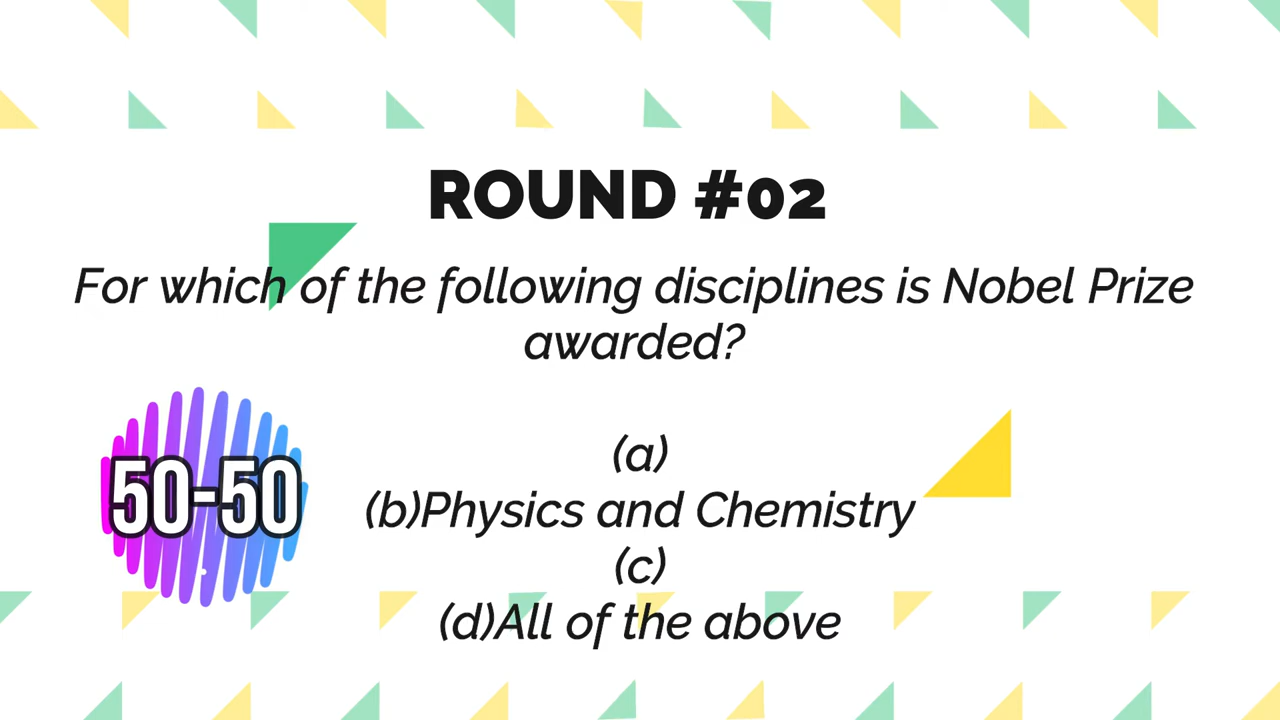 ROUND #02
For which of the following disciplines is Nobel Prize
awarded?
50-50
(a)
(b)Physics and Chemistry
(c)
(d)All of the above